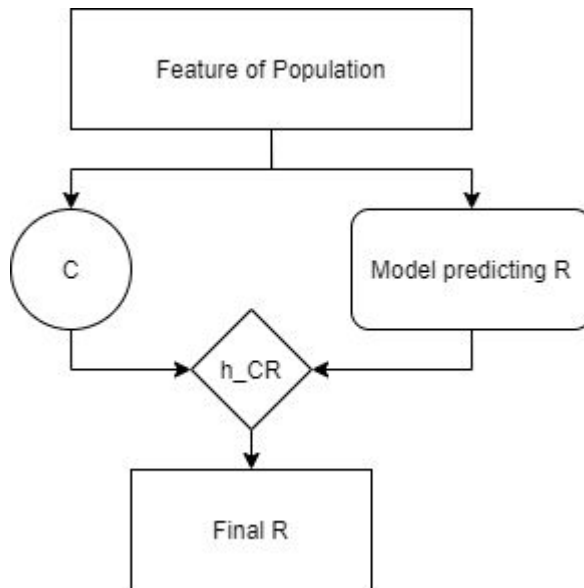 Feature of Population
C
Model predicting R
h_CR
Final R